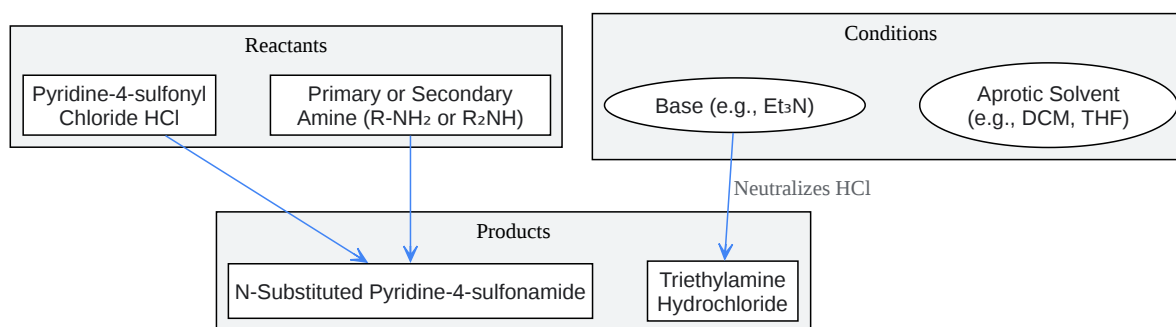 Reactants
Conditions
Pyridine-4-sulfonyl
Chloride HCl
Primary or Secondary
Amine (R-NH₂ or R₂NH)
Base (e.g., Et₃N)
Aprotic Solvent
(e.g., DCM, THF)
Neutralizes HCl
Products
N-Substituted Pyridine-4-sulfonamide
Triethylamine
Hydrochloride